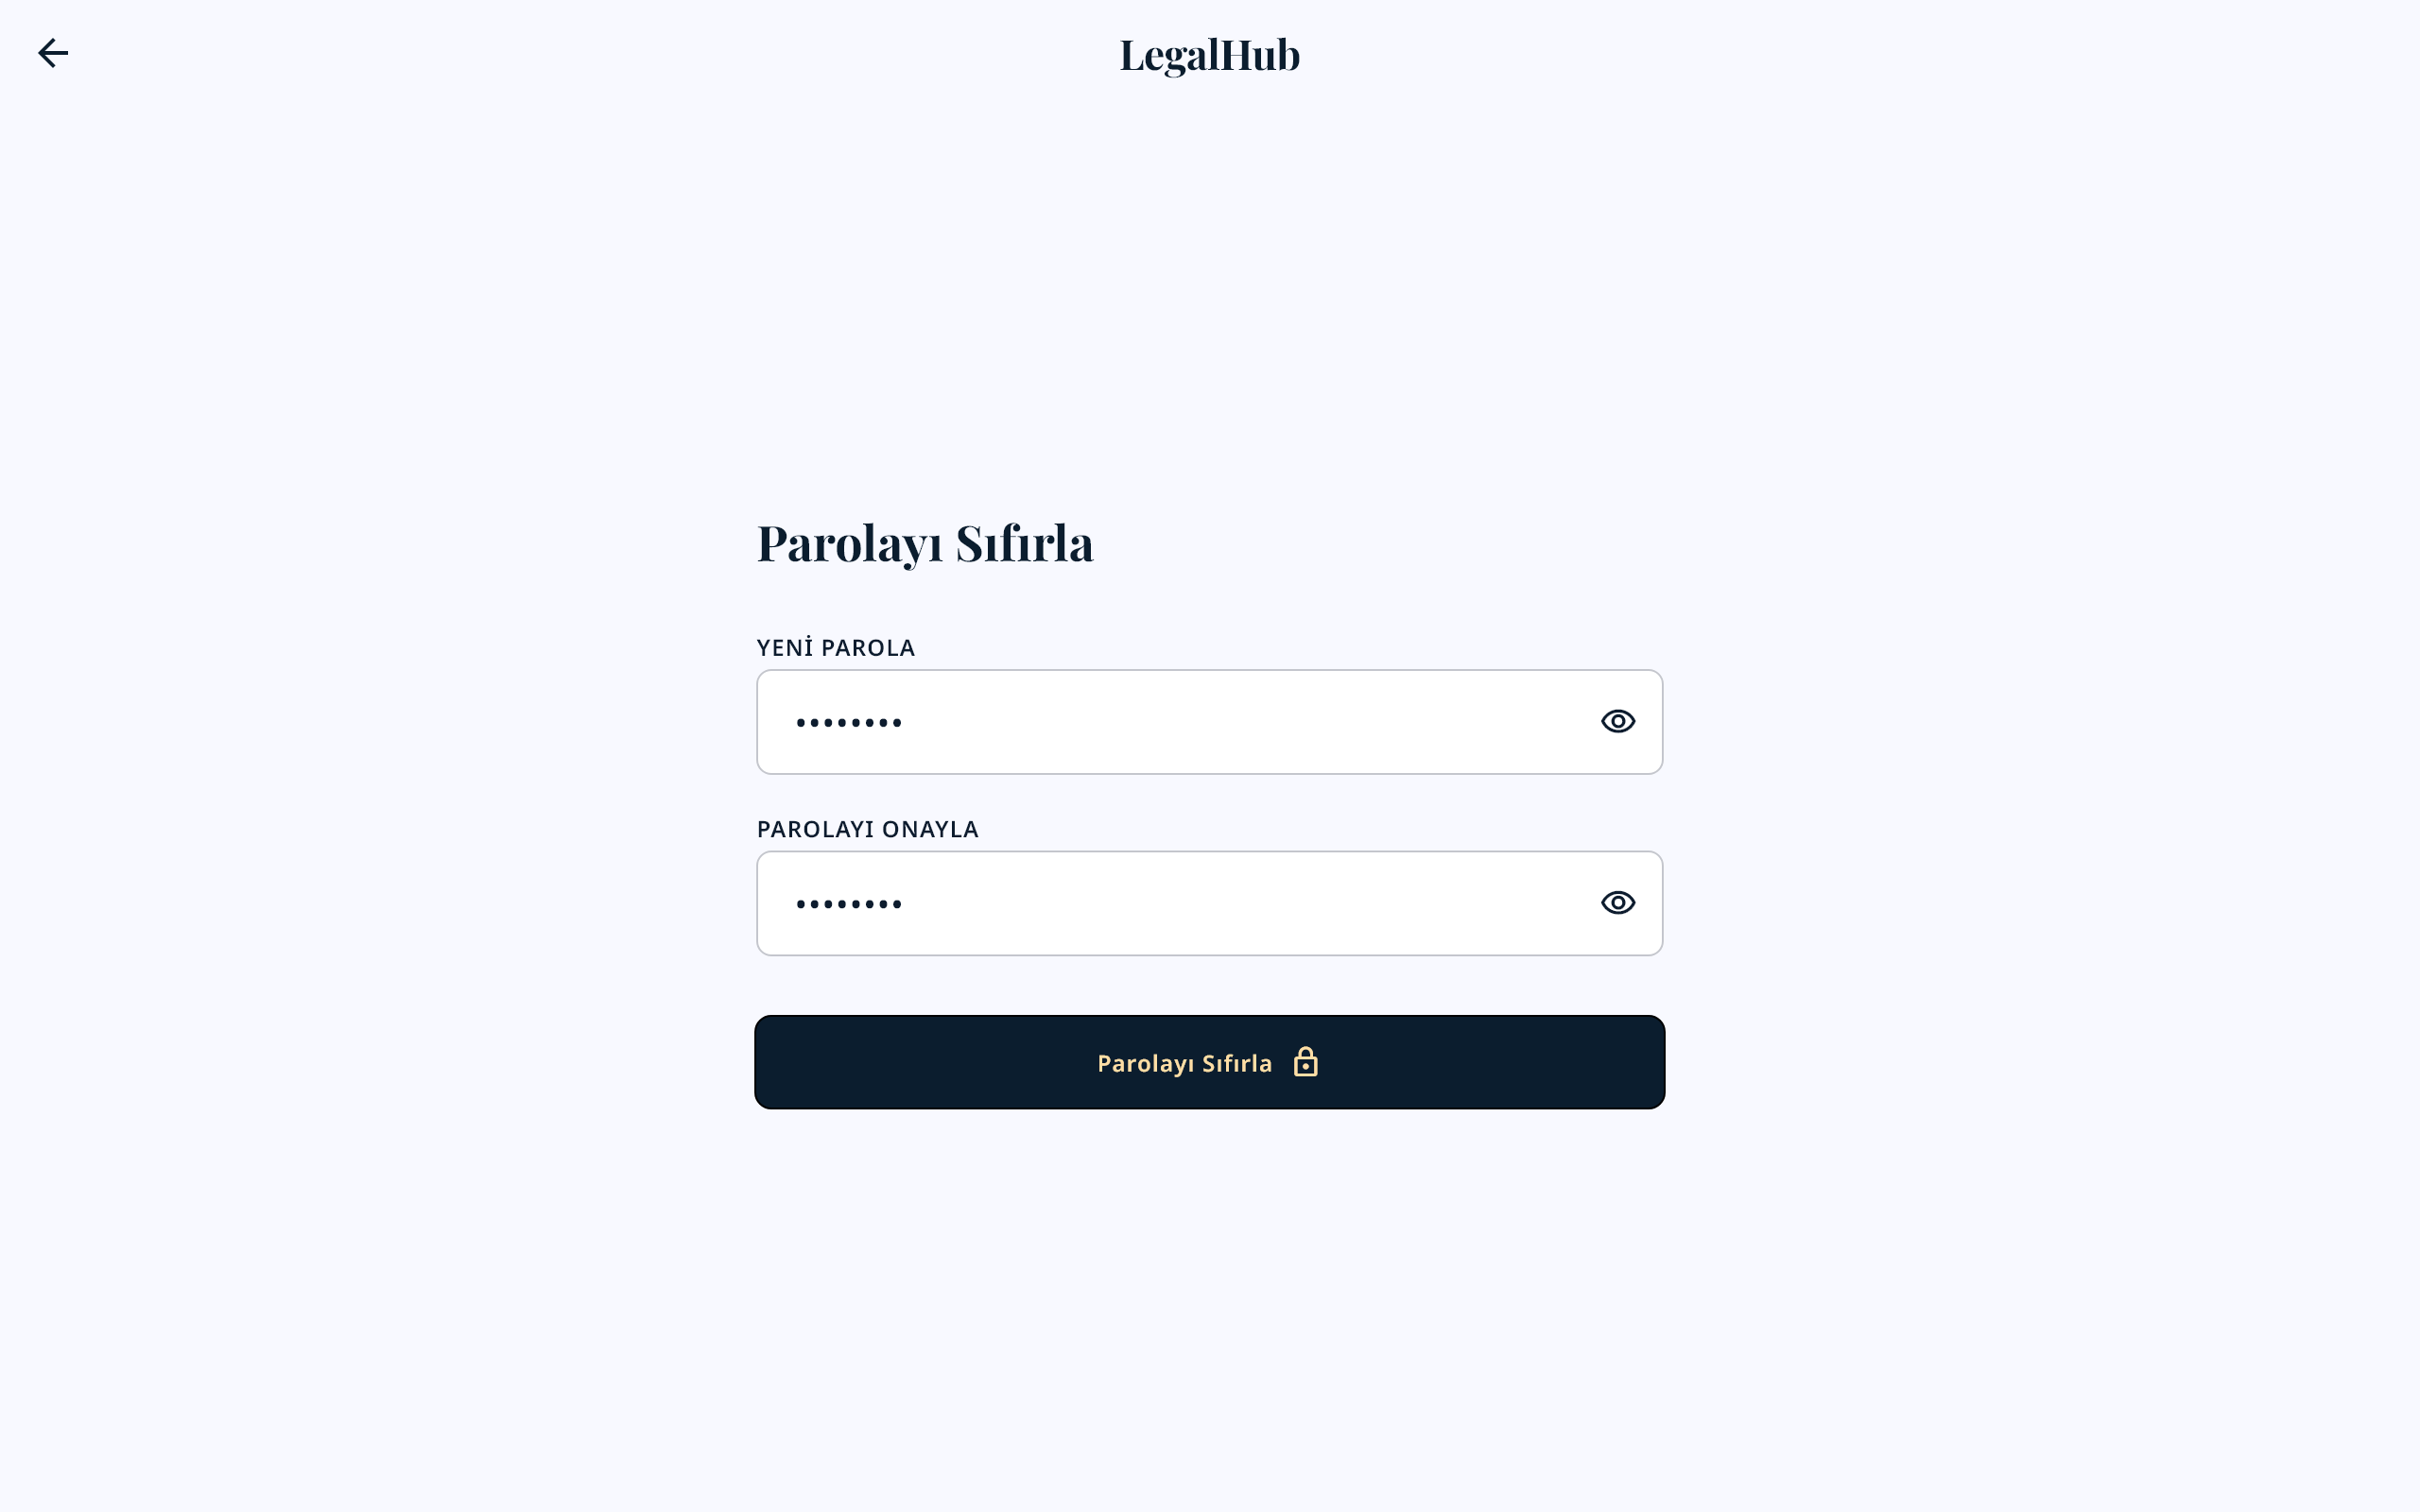 LegalHub
Parolayı Sıfırla
YENİ PAROLA
••••••••
PAROLAYI ONAYLA
••••••••
Parolayı Sıfırla